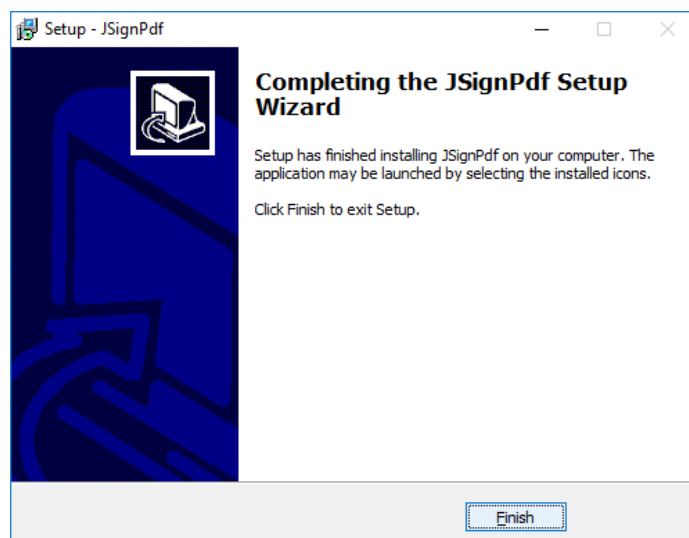 Setup - JSignPdf
Completing the JSignPdf Setup
Wizard
Setup has finished installing JSignPdf on your computer. The
application may be launched by selecting the installed icons.
Click Finish to exit Setup.
Finish